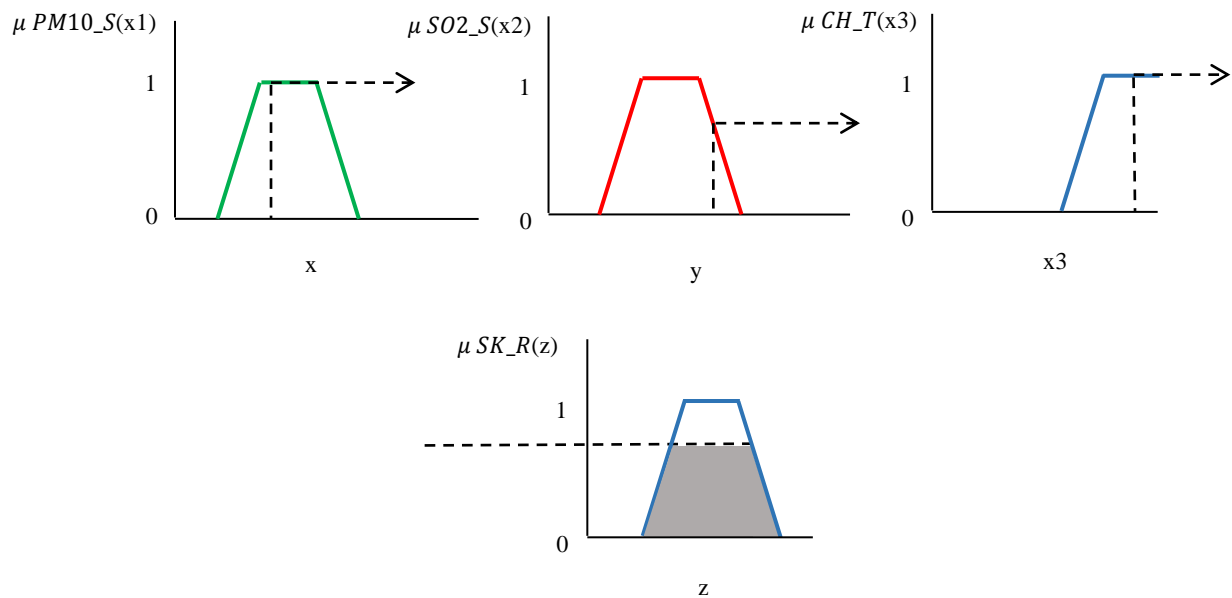 μ PM10_S(x1)
1
0
x
μ SO2_S(x2)
1
0
y
μ CH_T(x3)
1
0
x3
μ SK_R(z)
1
0
z